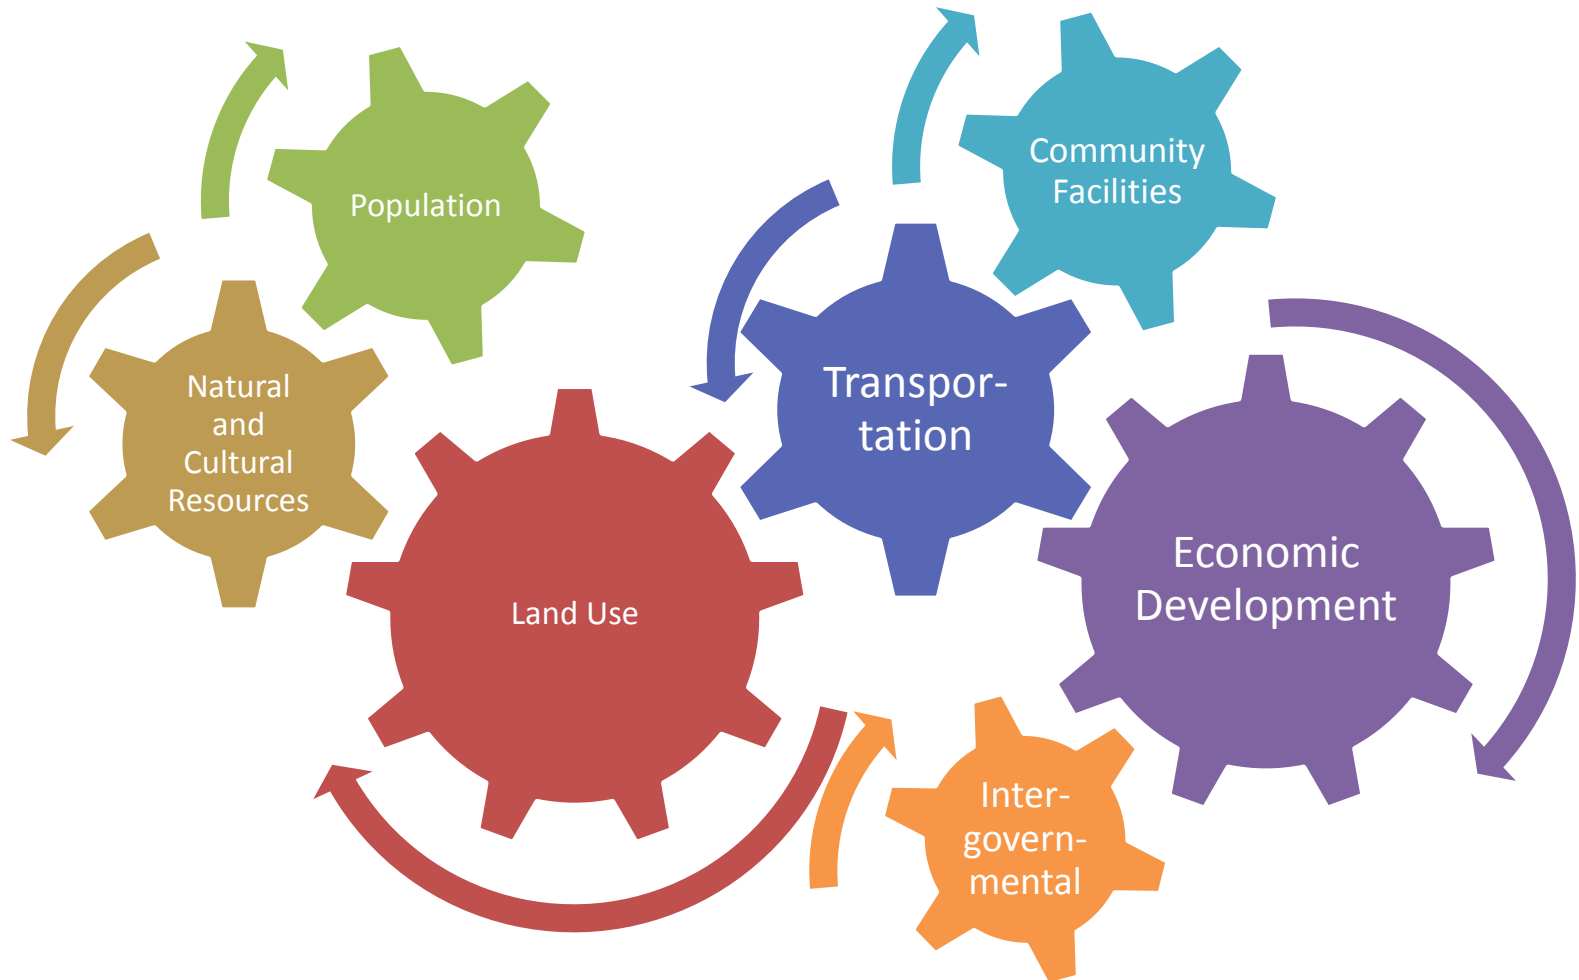 Population
Community
Facilities
Natural
and
Cultural
Resources
Transpor-
tation
Land Use
Economic
Development
Inter-
govern-
mental